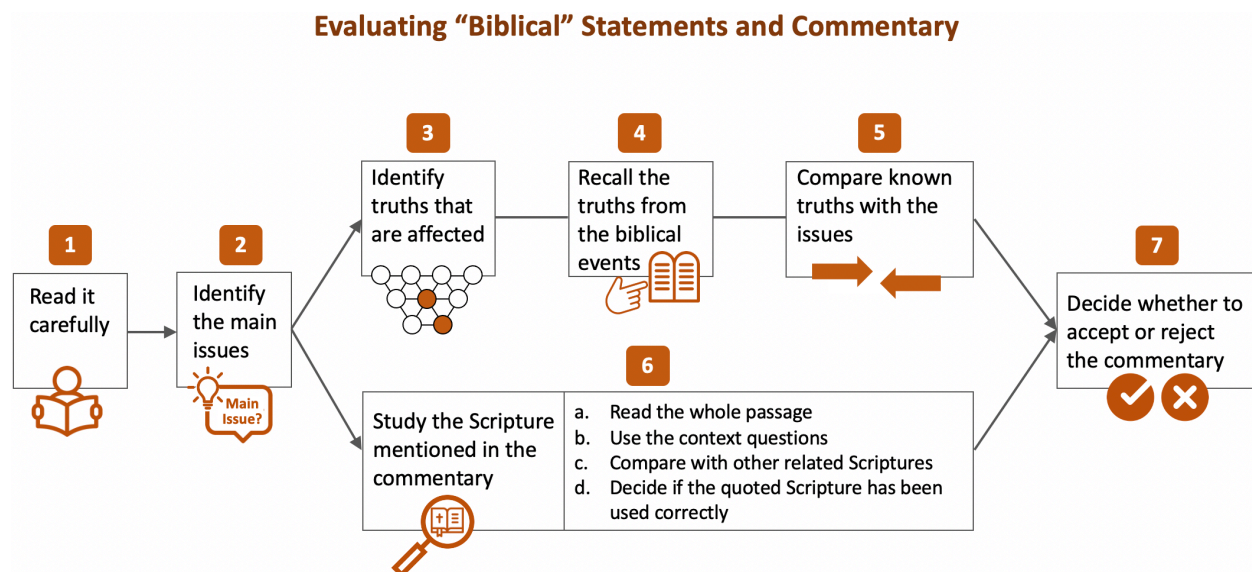 Evaluating “Biblical” Statements and Commentary
1
Read it
carefully
2
Identify
the main
issues
Main
Issue?
3
Identify
truths that
are affected
4
Recall the
truths from
the biblical
events
5
Compare known
truths with the
issues
6
Study the Scripture
mentioned in the
commentary
a. Read the whole passage
b. Use the context questions
c. Compare with other related Scriptures
d. Decide if the quoted Scripture has been
used correctly
7
Decide whether to
accept or reject
the commentary